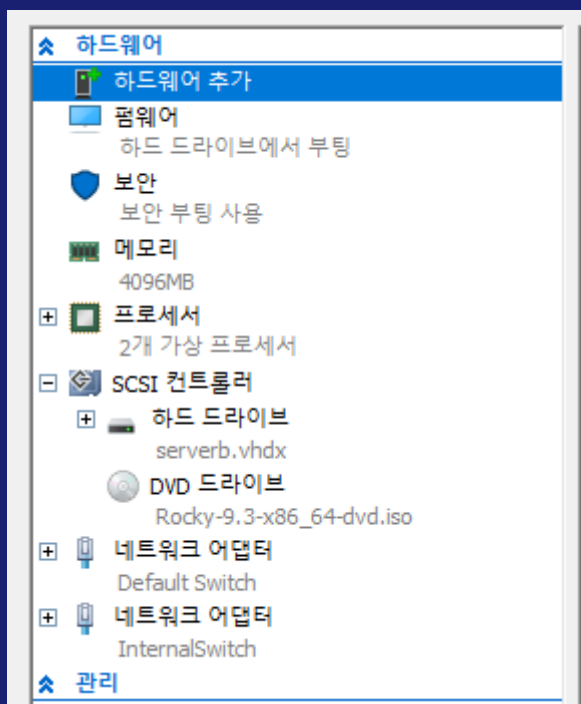 하드웨어
하드웨어 추가
펌웨어
하드 드라이브에서 부팅
보안
보안 부팅 사용
메모리
4096MB
프로세서
2개 가상 프로세서
SCSI 컨트롤러
하드 드라이브
serverb.vhdx
DVD 드라이브
Rocky-9.3-x86_64-dvd.iso
네트워크 어댑터
Default Switch
네트워크 어댑터
InternalSwitch
관리